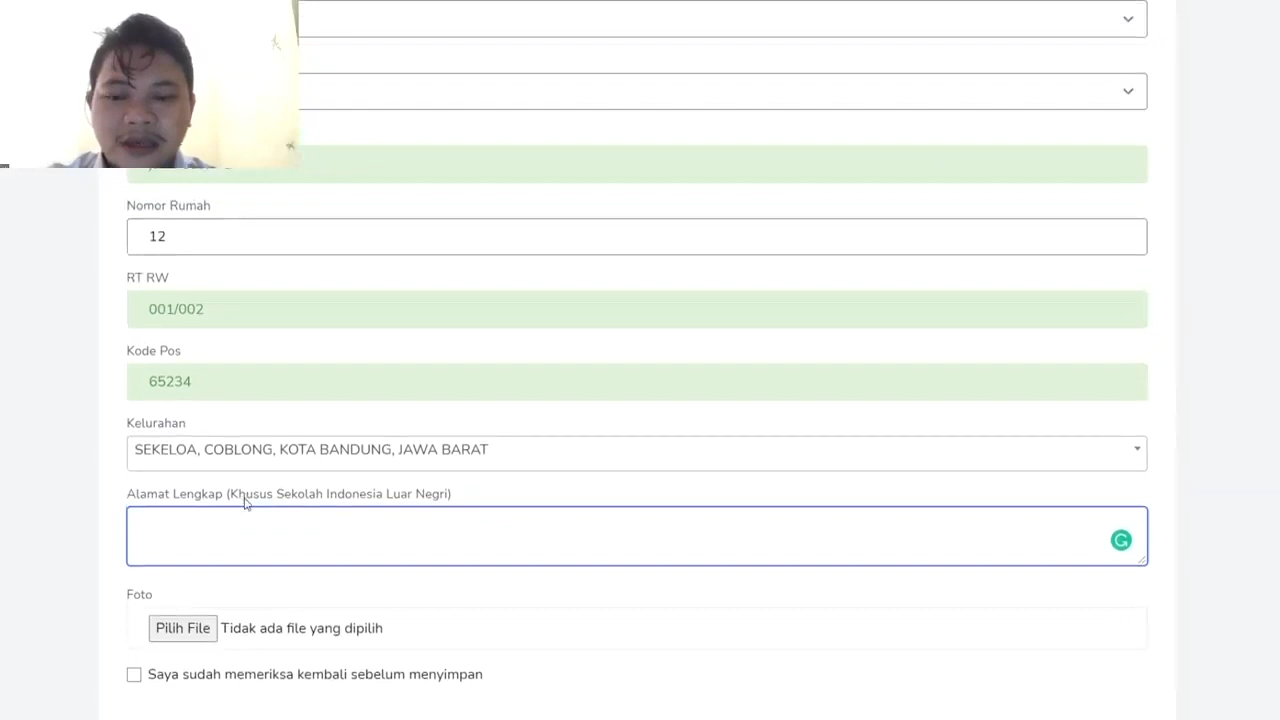 Nomor Rumah
12
RT RW
001/002
Kode Pos
65234
Kelurahan
SEKELOA, COBLONG, KOTA BANDUNG, JAWA BARAT
Alamat Lengkap (Khusus Sekolah Indonesia Luar Negri)
Foto
Pilih File Tidak ada file yang dipilih
Saya sudah memeriksa kembali sebelum menyimpan